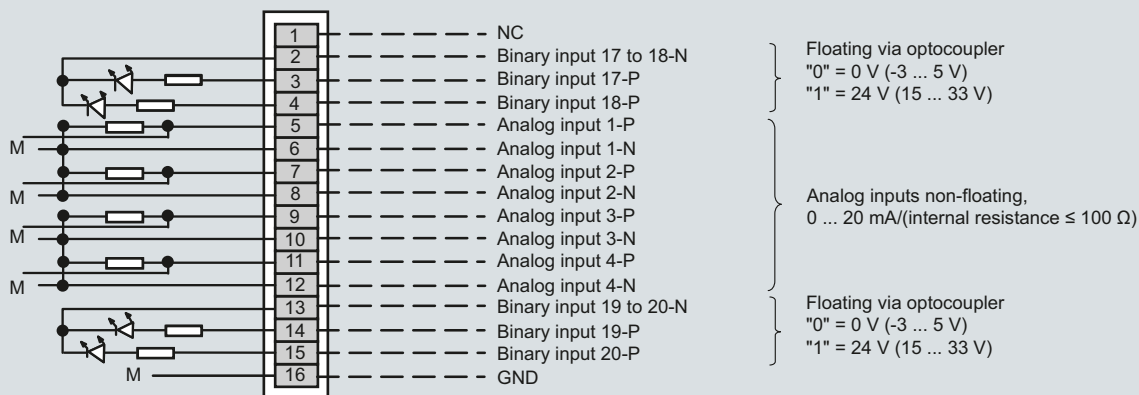 1 NC
2 Binary input 17 to 18-N
3 Binary input 17-P
4 Binary input 18-P
Floating via optocoupler
"0" = 0 V (-3 ... 5 V)
"1" = 24 V (15 ... 33 V)
5 Analog input 1-P
M 6 Analog input 1-N
7 Analog input 2-P
M 8 Analog input 2-N
9 Analog input 3-P
M 10 Analog input 3-N
11 Analog input 4-P
M 12 Analog input 4-N
Analog inputs non-floating,
0 ... 20 mA/(internal resistance ≤ 100 Ω)
13 Binary input 19 to 20-N
14 Binary input 19-P
15 Binary input 20-P
M 16 GND
Floating via optocoupler
"0" = 0 V (-3 ... 5 V)
"1" = 24 V (15 ... 33 V)